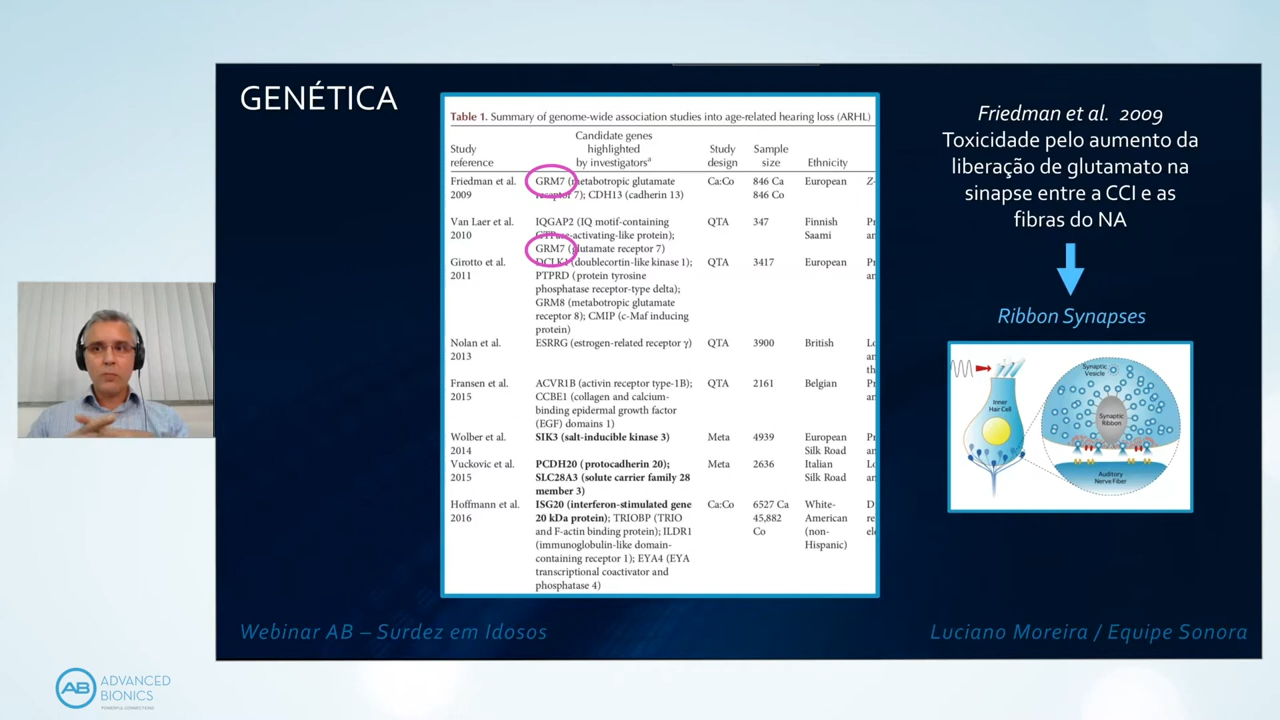 GENÉTICA
Table 1. Summary of genome-wide association studies into age-related hearing loss (ARHL)
Study
reference
Candidate genes
highlighted
by investigatorsᵃ
Study
design
Sample
size
Ethnicity
Friedman et al.
2009
GRM7 (metabotropic glutamate
receptor 7); CDH13 (cadherin 13)
Ca:Co
846 Ca
846 Co
European
Van Laer et al.
2010
IQGAP2 (IQ motif-containing
GTPase-activating-like protein);
GRM7 (glutamate receptor 7)
QTA
347
Finnish
Saami
Girotto et al.
2011
DCLK1 (doublecortin-like kinase 1);
PTPRD (protein tyrosine
phosphatase receptor-type delta);
GRM8 (metabotropic glutamate
receptor 8); CMIP (c-Maf inducing
protein)
QTA
3417
European
Nolan et al.
2013
ESRRG (estrogen-related receptor γ)
QTA
3900
British
Fransen et al.
2015
ACVR1B (activin receptor type-1B);
CCBE1 (collagen and calcium-
binding epidermal growth factor
(EGF) domains 1)
QTA
2161
Belgian
Wolber et al.
2014
SIK3 (salt-inducible kinase 3)
Meta
4939
European
Silk Road
Vuckovic et al.
2015
PCDH20 (protocadherin 20);
SLC28A3 (solute carrier family 28
member 3)
Meta
2636
Italian
Silk Road
Hoffmann et al.
2016
ISG20 (interferon-stimulated gene
20 kDa protein); TRIOBP (TRIO
and F-actin binding protein); ILDR1
(immunoglobulin-like domain-
containing receptor 1); EYA4 (EYA
transcriptional coactivator and
phosphatase 4)
Ca:Co
6527 Ca
45,882
Co
White-
American
(non-
Hispanic)
Friedman et al. 2009
Toxicidade pelo aumento da
liberação de glutamato na
sinapse entre a CCI e as
fibras do NA
Ribbon Synapses
Inner
Hair Cell
Synaptic
Vesicle
Synaptic
Ribbon
Auditory
Nerve Fiber
Webinar AB – Surdez em Idosos
Luciano Moreira / Equipe Sonora
AB
ADVANCED
BIONICS
POWERFUL CONNECTIONS